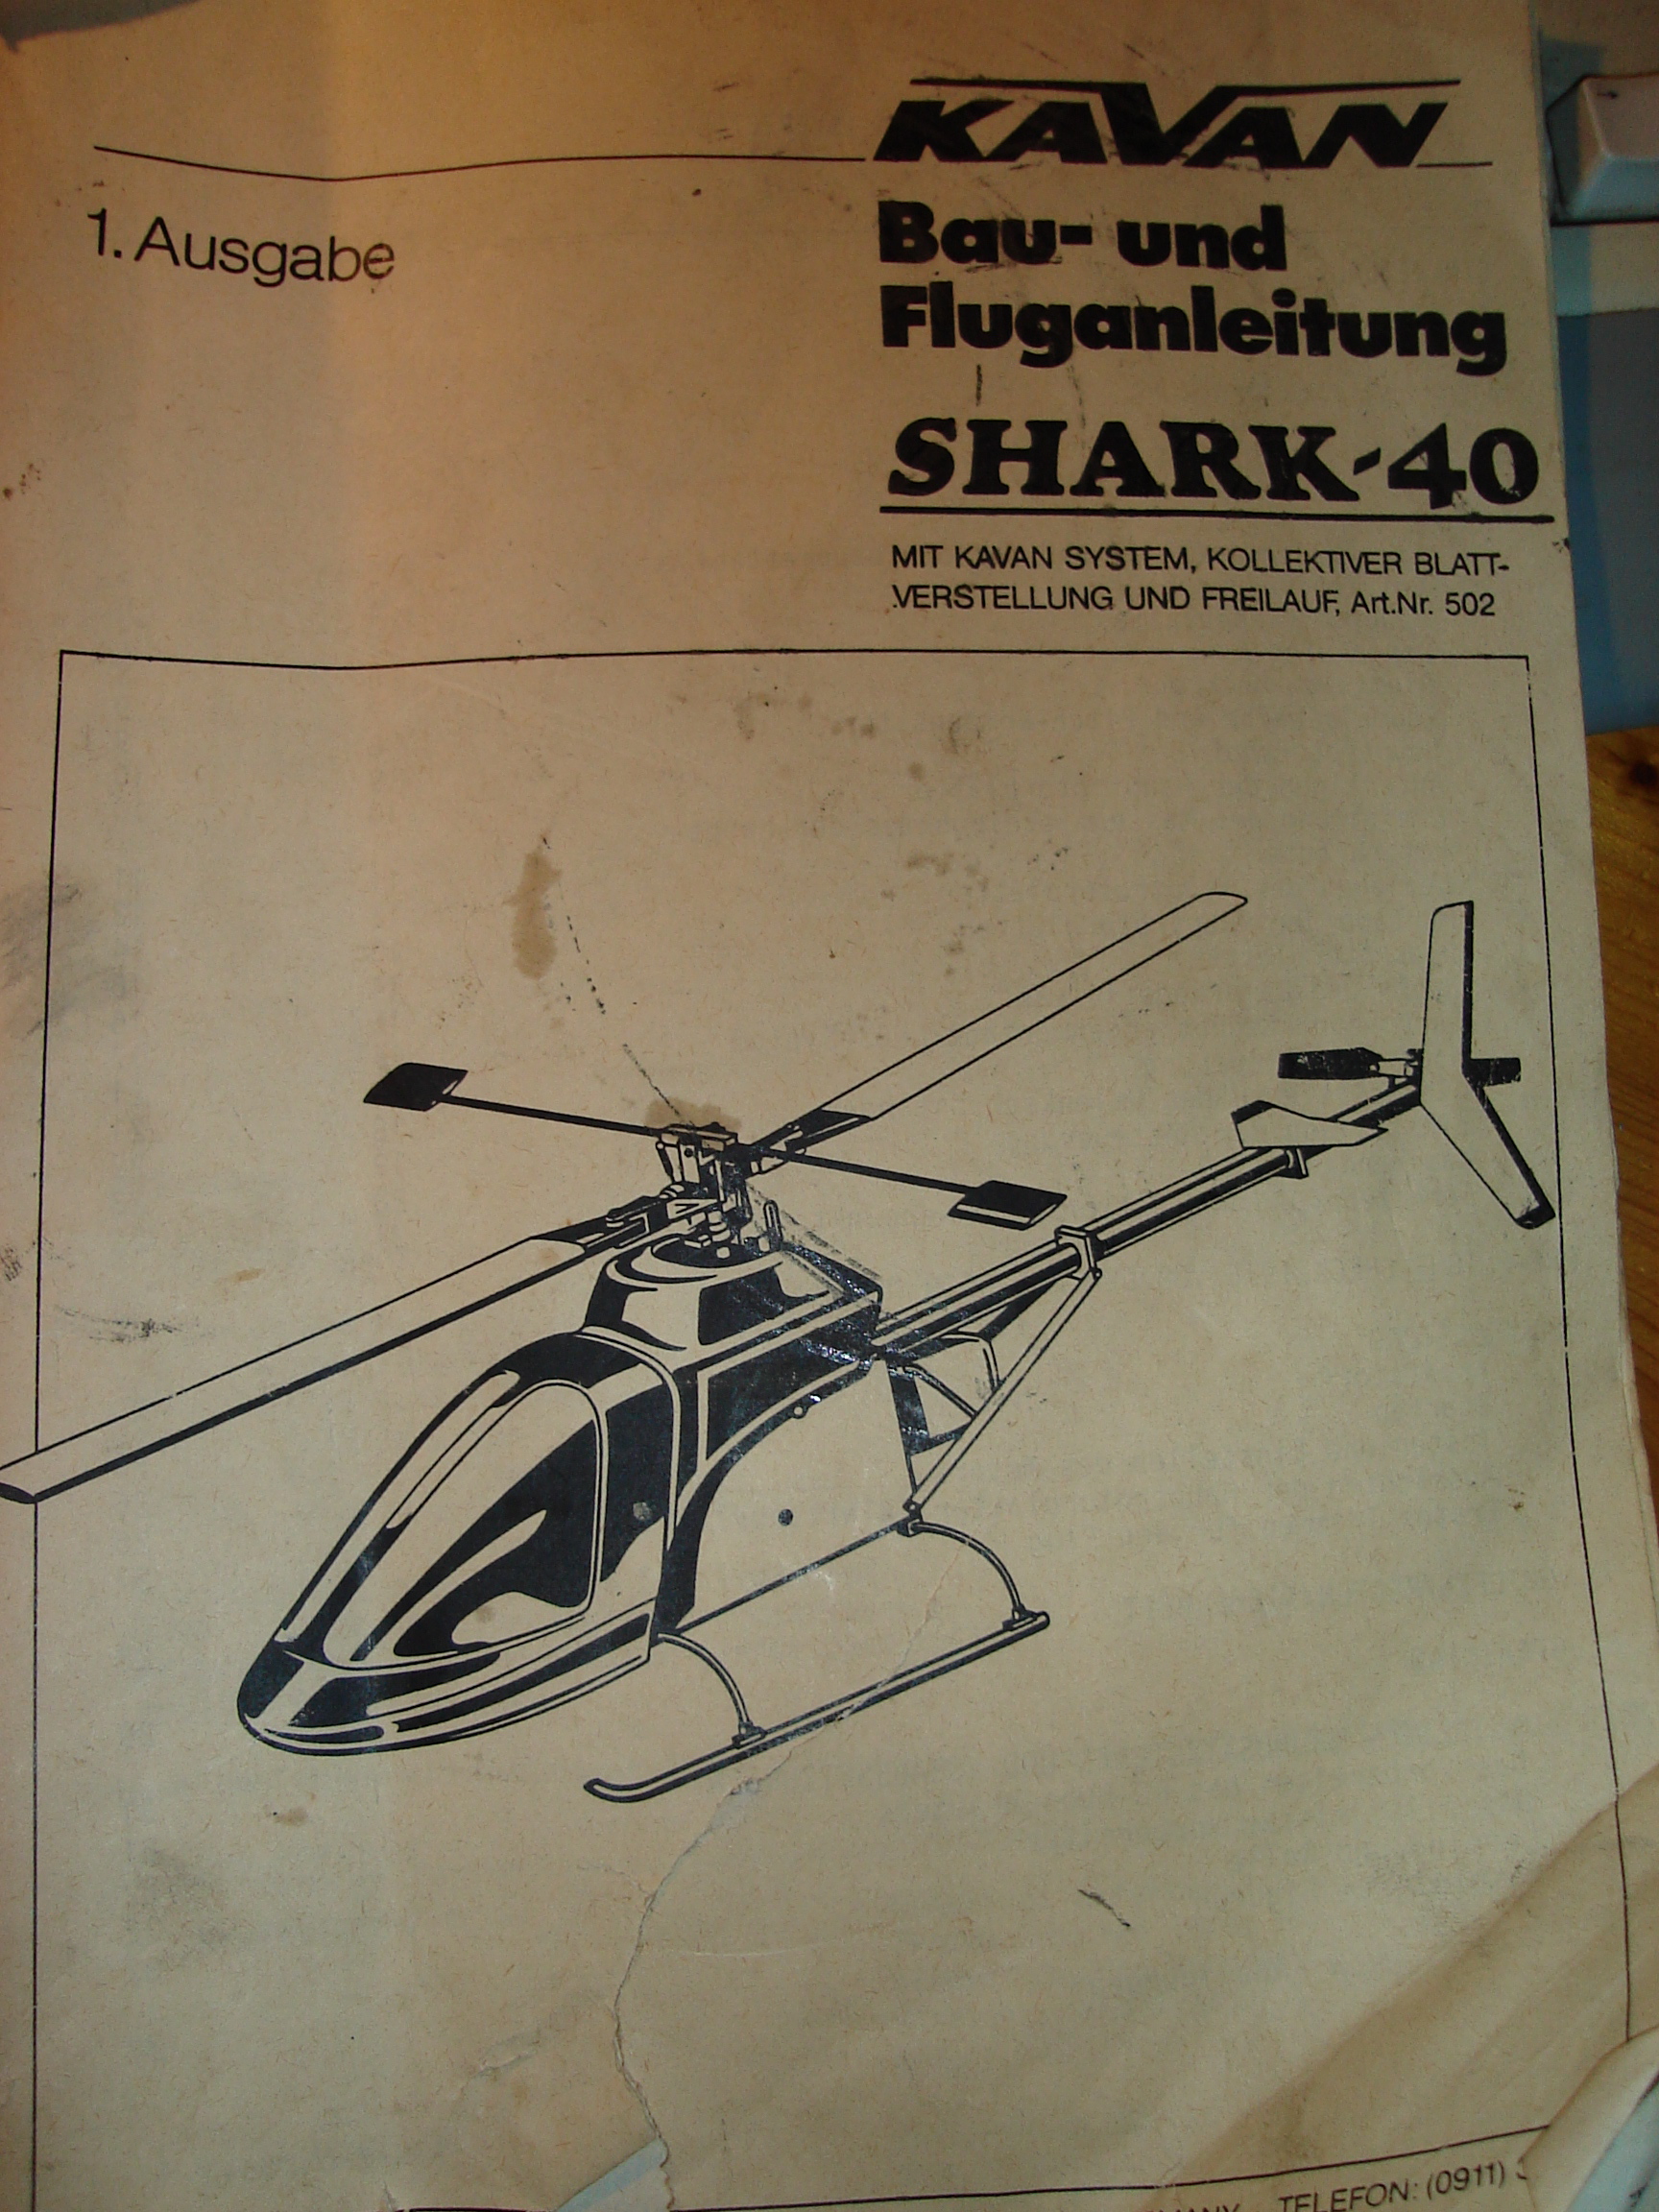 KAVAN
1. Ausgabe
Bau- und
Fluganleitung
SHARK-40
MIT KAVAN SYSTEM, KOLLEKTIVER BLATT-
VERSTELLUNG UND FREILAUF, Art.Nr. 502
TELEFON: (0911)